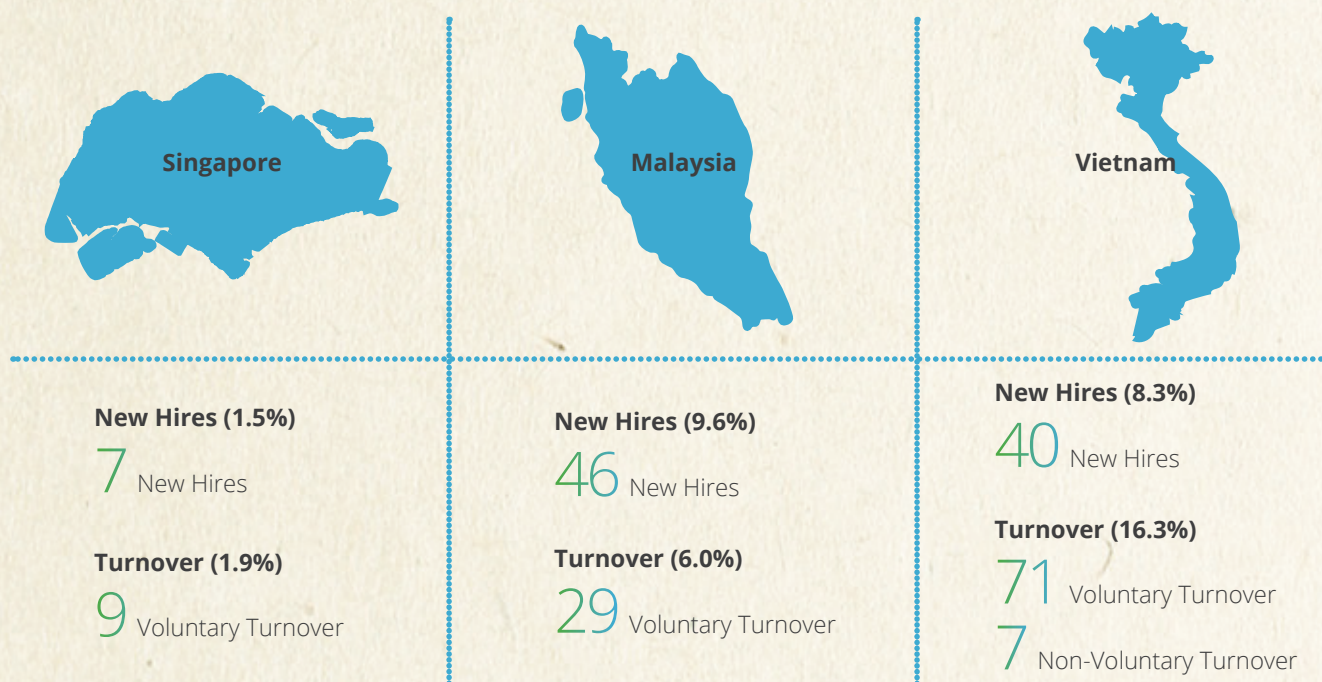 Singapore
Malaysia
Vietnam
New Hires (1.5%)
7 New Hires
Turnover (1.9%)
9 Voluntary Turnover
New Hires (9.6%)
46 New Hires
Turnover (6.0%)
29 Voluntary Turnover
New Hires (8.3%)
40 New Hires
Turnover (16.3%)
71 Voluntary Turnover
7 Non-Voluntary Turnover